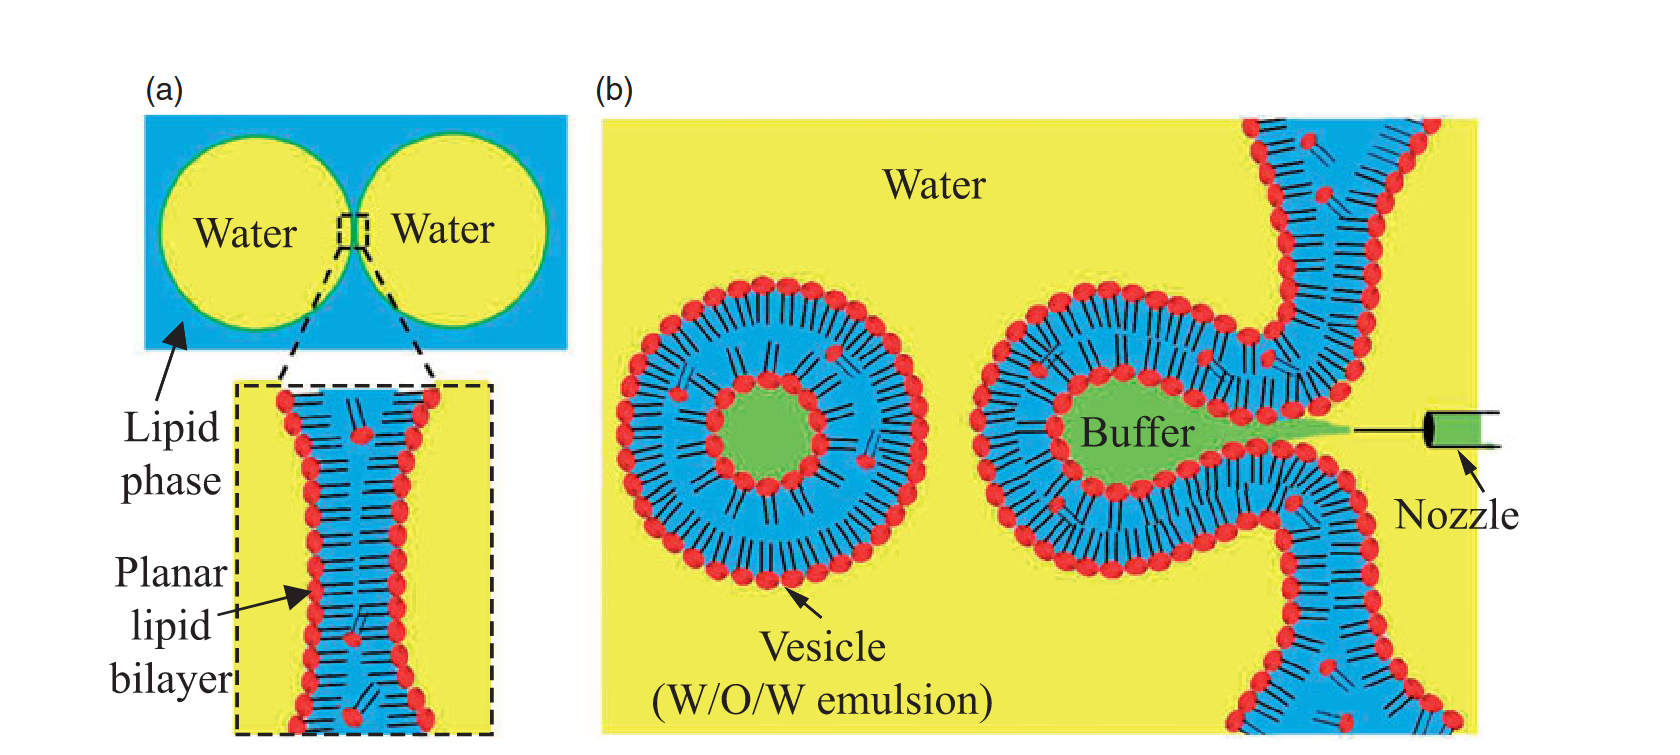 (a)
Water
Water
Lipid
phase
Planar
lipid
bilayer
(b)
Water
Buffer
Nozzle
Vesicle
(W/O/W emulsion)